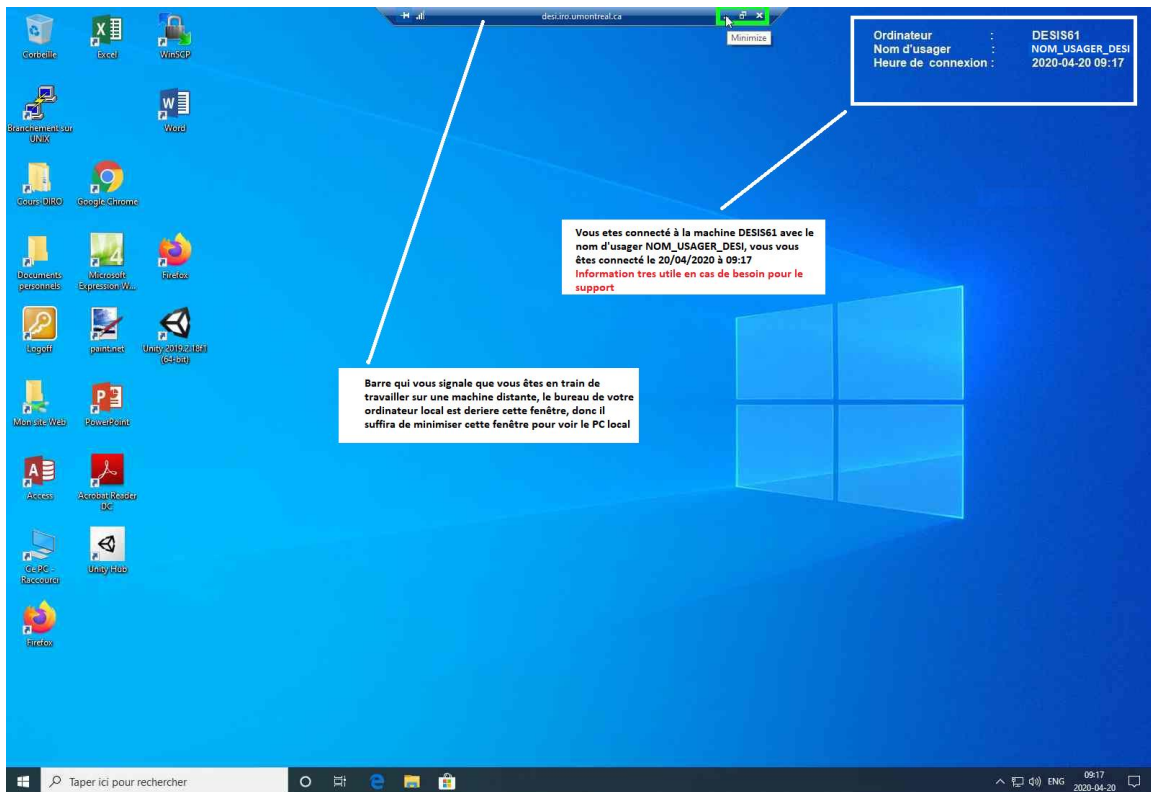 desi.iro.umontreal.ca
Minimize
Ordinateur : DESIS61
Nom d'usager : NOM_USAGER_DESI
Heure de connexion : 2020-04-20 09:17
Corbeille
Excel
WinSCP
Branchement sur
UNIX
Word
Cours-DIRO
Google Chrome
Documents
personnels
Microsoft
Expression W...
Firefox
Logoff
paint.net
Unity 2019.2.18f1
(64-bit)
Mon site Web
PowerPoint
Access
Acrobat Reader
DC
Ce PC -
Raccourci
Unity Hub
Firefox
Vous etes connecté à la machine DESIS61 avec le
nom d'usager NOM_USAGER_DESI, vous vous
êtes connecté le 20/04/2020 à 09:17
Information tres utile en cas de besoin pour le
support
Barre qui vous signale que vous êtes en train de
travailler sur une machine distante, le bureau de votre
ordinateur local est deriere cette fenêtre, donc il
suffira de minimiser cette fenêtre pour voir le PC local
Taper ici pour rechercher
ENG
09:17
2020-04-20